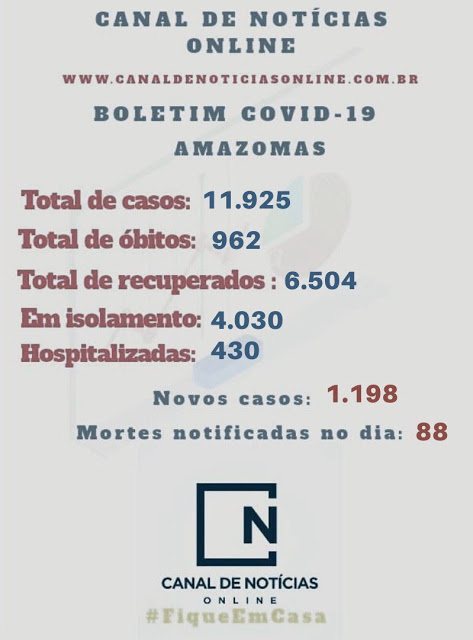 CANAL DE NOTÍCIAS
ONLINE
WWW.CANALDENOTICIASONLINE.COM.BR
BOLETIM COVID-19
AMAZOMAS
Total de casos: 11.925
Total de óbitos: 962
Total de recuperados : 6.504
Em isolamento: 4.030
Hospitalizadas: 430
Novos casos: 1.198
Mortes notificadas no dia: 88
N
CANAL DE NOTÍCIAS
ONLINE
#FiqueEmCasa